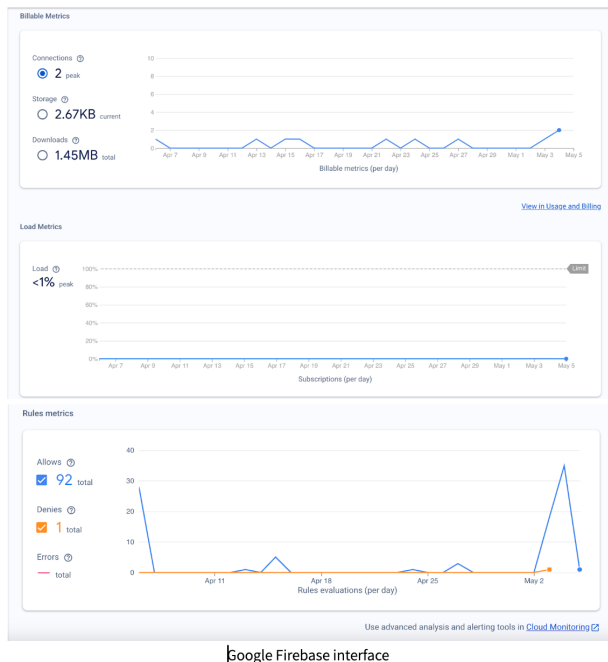 Billable Metrics
Connections
2 peak
Storage
2.67KB current
Downloads
1.45MB total
10
8
6
4
2
0
Apr 7 Apr 9 Apr 11 Apr 13 Apr 15 Apr 17 Apr 19 Apr 21 Apr 23 Apr 25 Apr 27 Apr 29 May 1 May 3 May 5
Billable metrics (per day)
View in Usage and Billing
Load Metrics
Load
<1% peak
100%
80%
60%
40%
20%
0%
Limit
Apr 7 Apr 9 Apr 11 Apr 13 Apr 15 Apr 17 Apr 19 Apr 21 Apr 23 Apr 25 Apr 27 Apr 29 May 1 May 3 May 5
Subscriptions (per day)
Rules metrics
Allows
92 total
Denies
1 total
Errors
total
40
30
20
10
0
Apr 11 Apr 18 Apr 25 May 2
Rules evaluations (per day)
Use advanced analysis and alerting tools in Cloud Monitoring
Google Firebase interface